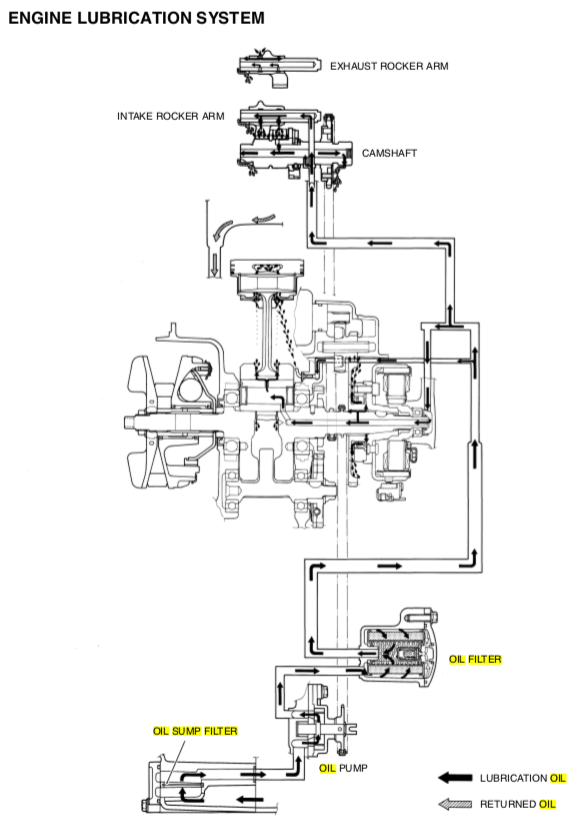 ENGINE LUBRICATION SYSTEM
EXHAUST ROCKER ARM
INTAKE ROCKER ARM
CAMSHAFT
OIL FILTER
OIL SUMP FILTER
OIL PUMP
LUBRICATION OIL
RETURNED OIL